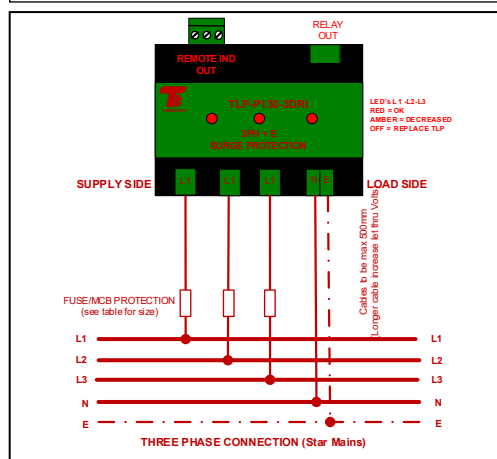 RELAY
OUT
REMOTE IND
OUT
TLP-P130-3DRI
LED's L1 -L2-L3
RED = OK
AMBER = DECREASED
OFF = REPLACE TLP
3PH + E
SURGE PROTECTION
SUPPLY SIDE
L1
L1
L1
N
E
LOAD SIDE
Cables to be max 500mm
(Longer cable increase let thru Volts)
FUSE/MCB PROTECTION
(see table for size)
L1
L1
L2
L2
L3
L3
N
N
E
E
THREE PHASE CONNECTION (Star Mains)